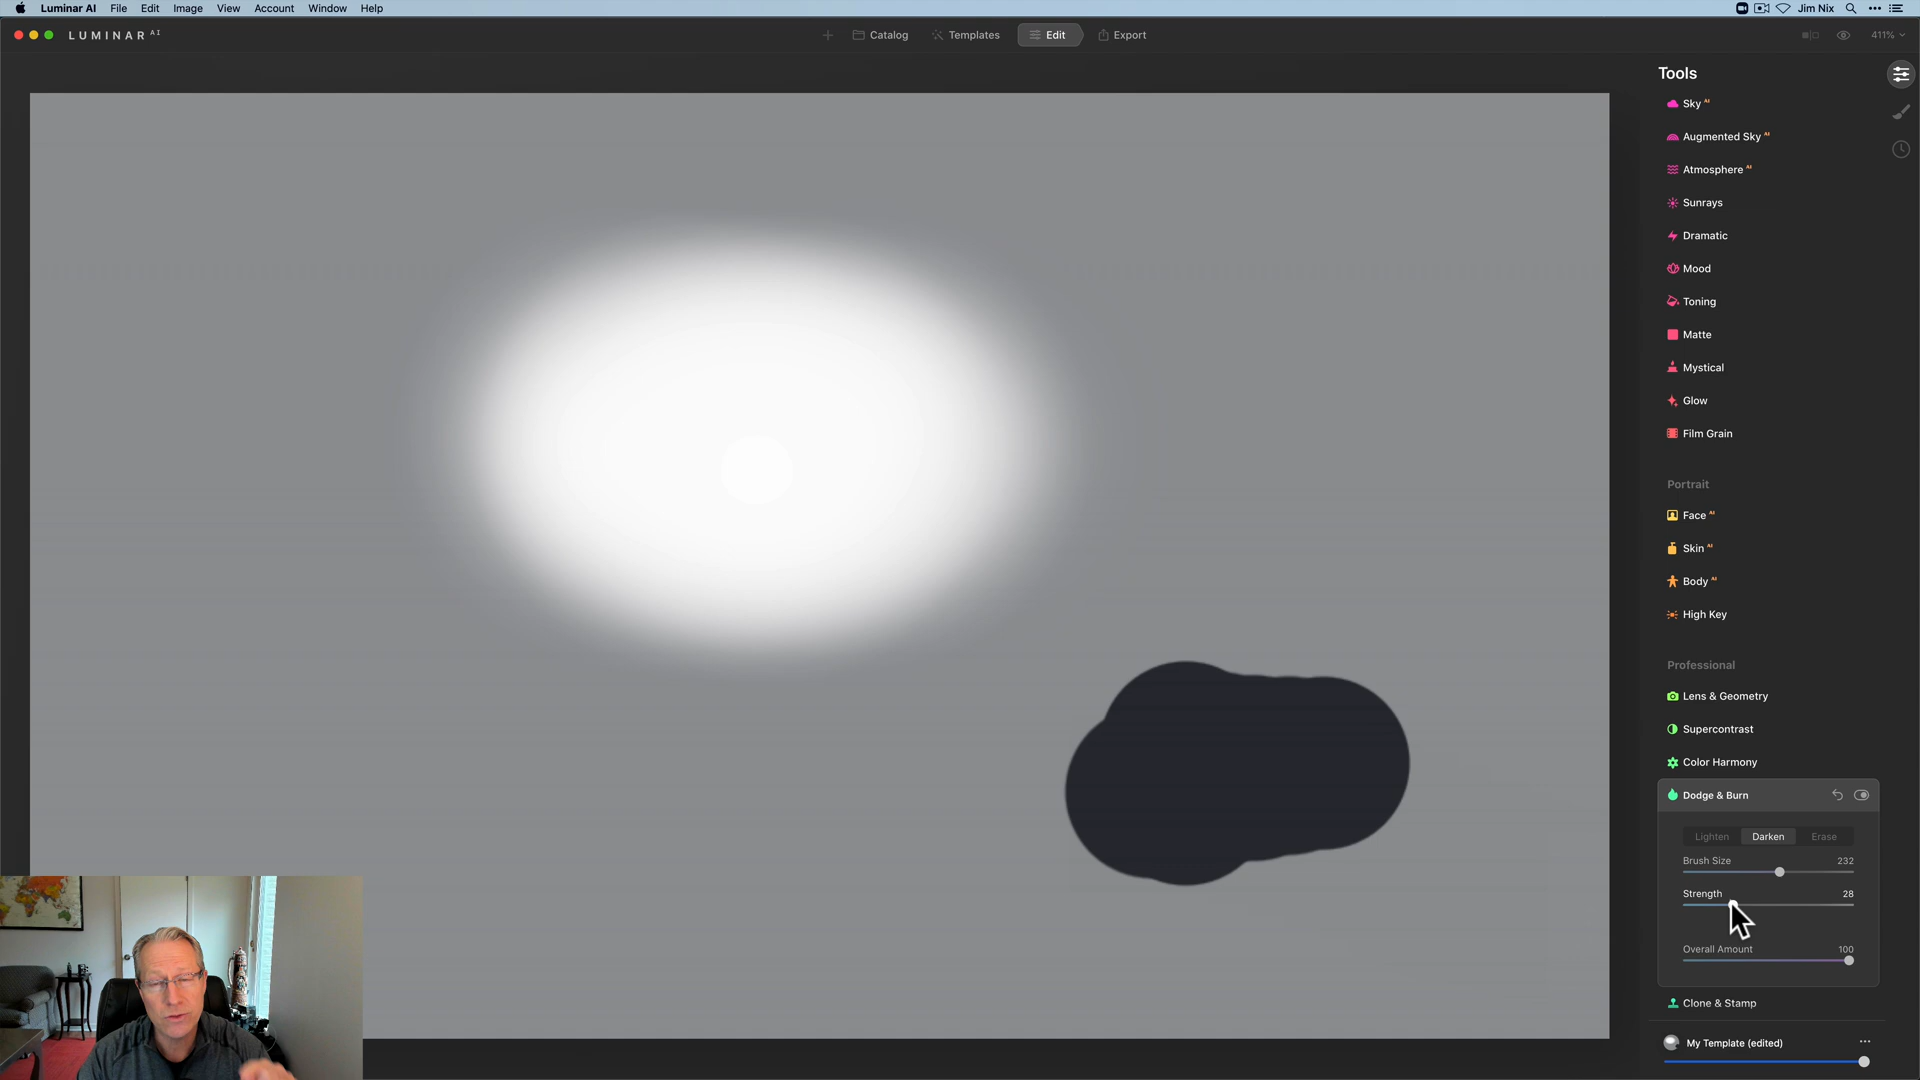 Luminar AI File Edit Image View Account Window Help Jim Nix
LUMINAR AI
Catalog Templates Edit Export 411%
Tools
Sky AI
Augmented Sky AI
Atmosphere AI
Sunrays
Dramatic
Mood
Toning
Matte
Mystical
Glow
Film Grain
Portrait
Face AI
Skin AI
Body AI
High Key
Professional
Lens & Geometry
Supercontrast
Color Harmony
Dodge & Burn
Lighten Darken Erase
Brush Size 232
Strength 28
Overall Amount 100
Clone & Stamp
My Template (edited)